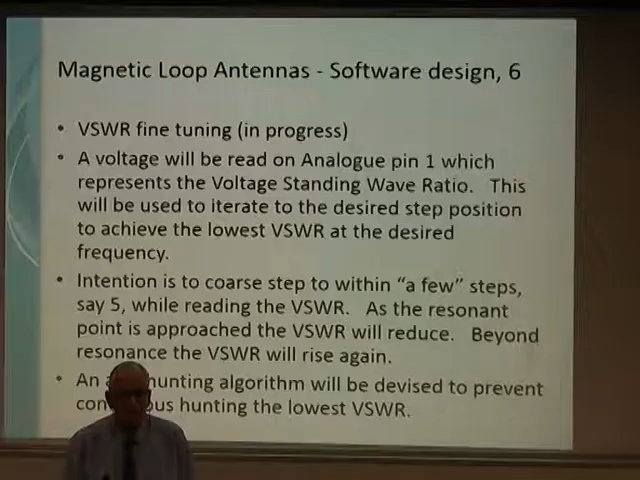 Magnetic Loop Antennas - Software design, 6
• VSWR fine tuning (in progress)
• A voltage will be read on Analogue pin 1 which
represents the Voltage Standing Wave Ratio. This
will be used to iterate to the desired step position
to achieve the lowest VSWR at the desired
frequency.
• Intention is to coarse step to within “a few” steps,
say 5, while reading the VSWR. As the resonant
point is approached the VSWR will reduce. Beyond
resonance the VSWR will rise again.
• An hunting algorithm will be devised to prevent
hunting the lowest VSWR.